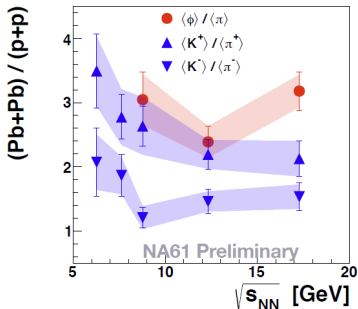 (Pb+Pb) / (p+p)
⟨ϕ⟩ / ⟨π⟩
⟨K⁺⟩ / ⟨π⁺⟩
⟨K⁻⟩ / ⟨π⁻⟩
4
3
2
1
NA61 Preliminary
5 10 15 20
√sNN [GeV]